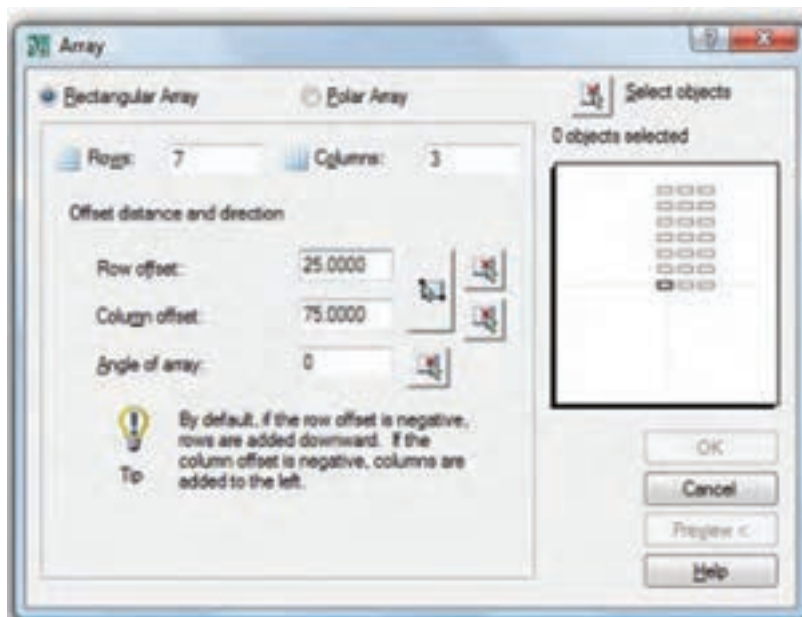 Array
Rectangular Array
Polar Array
Select objects
0 objects selected
Rows: 7
Columns: 3
Offset distance and direction
Row offset: 25.0000
Column offset: 75.0000
Angle of array: 0
By default, if the row offset is negative,
rows are added downward. If the
column offset is negative, columns are
added to the left.
Tip
OK
Cancel
Preview <
Help